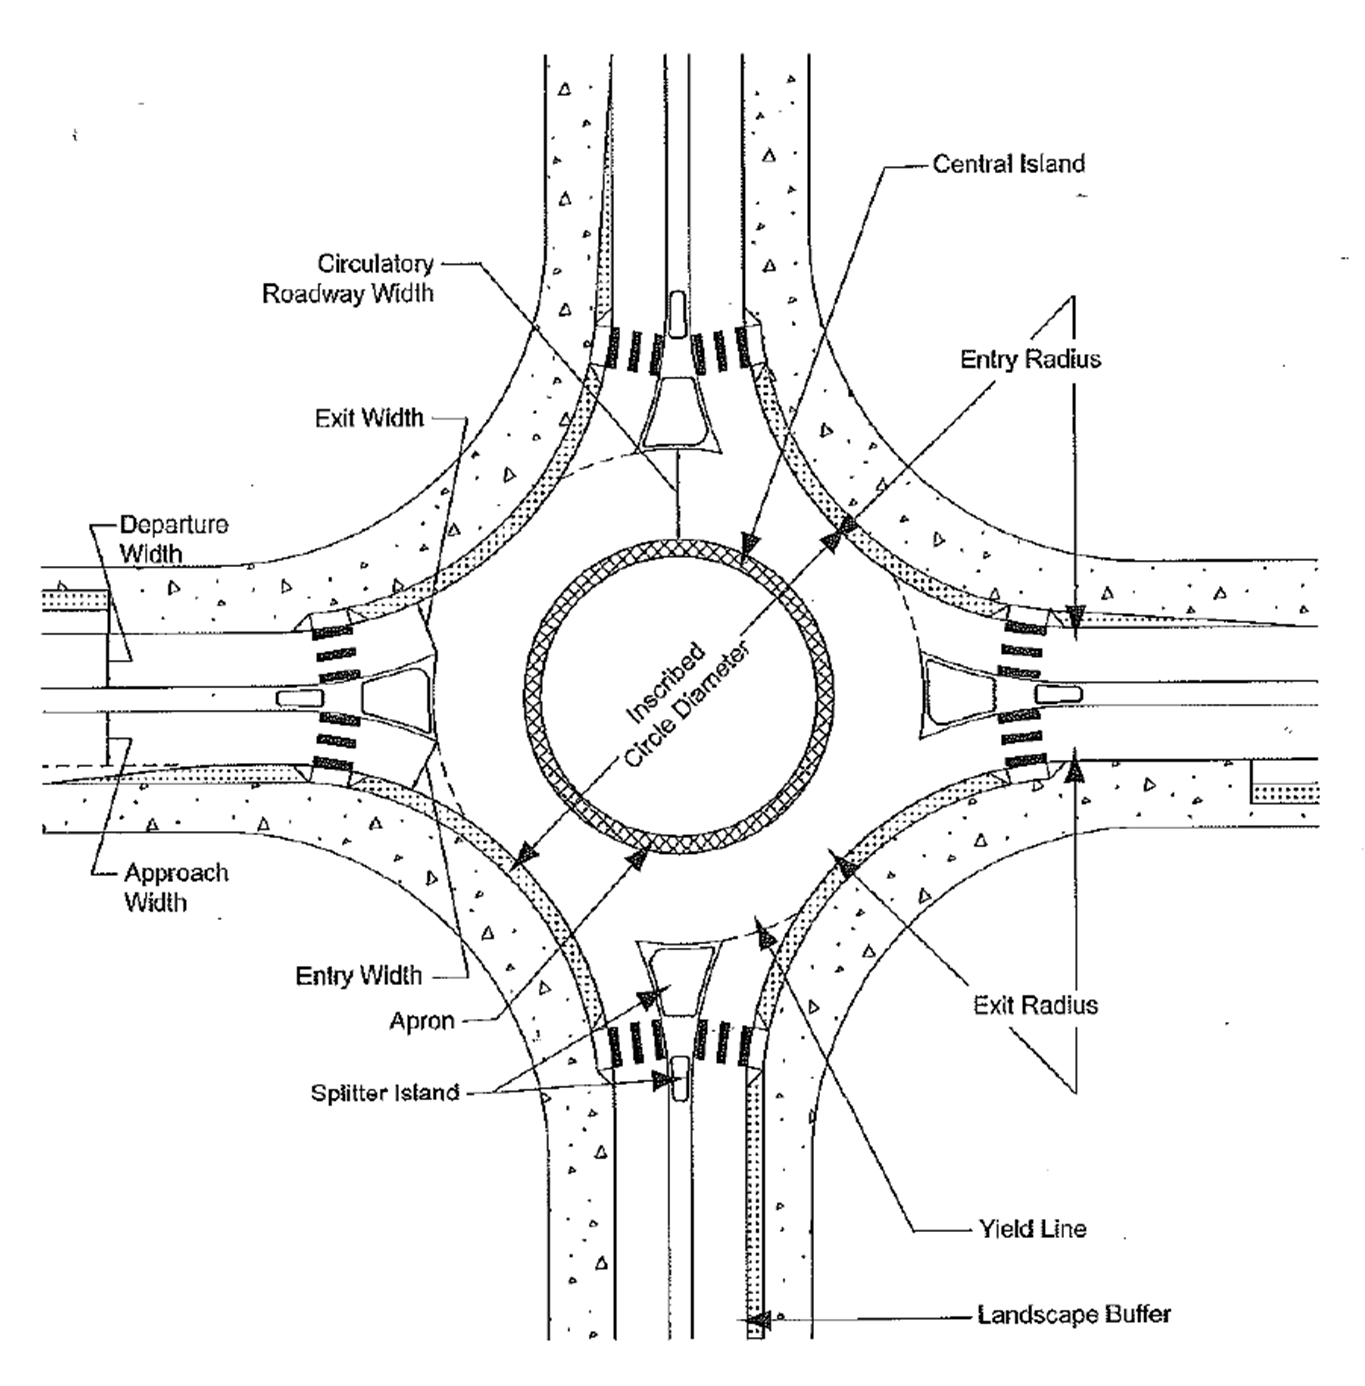 Central Island
Circulatory
Roadway Width
Entry Radius
Exit Width
Departure
Width
Inscribed
Circle Diameter
Approach
Width
Entry Width
Exit Radius
Apron
Splitter Island
Yield Line
Landscape Buffer